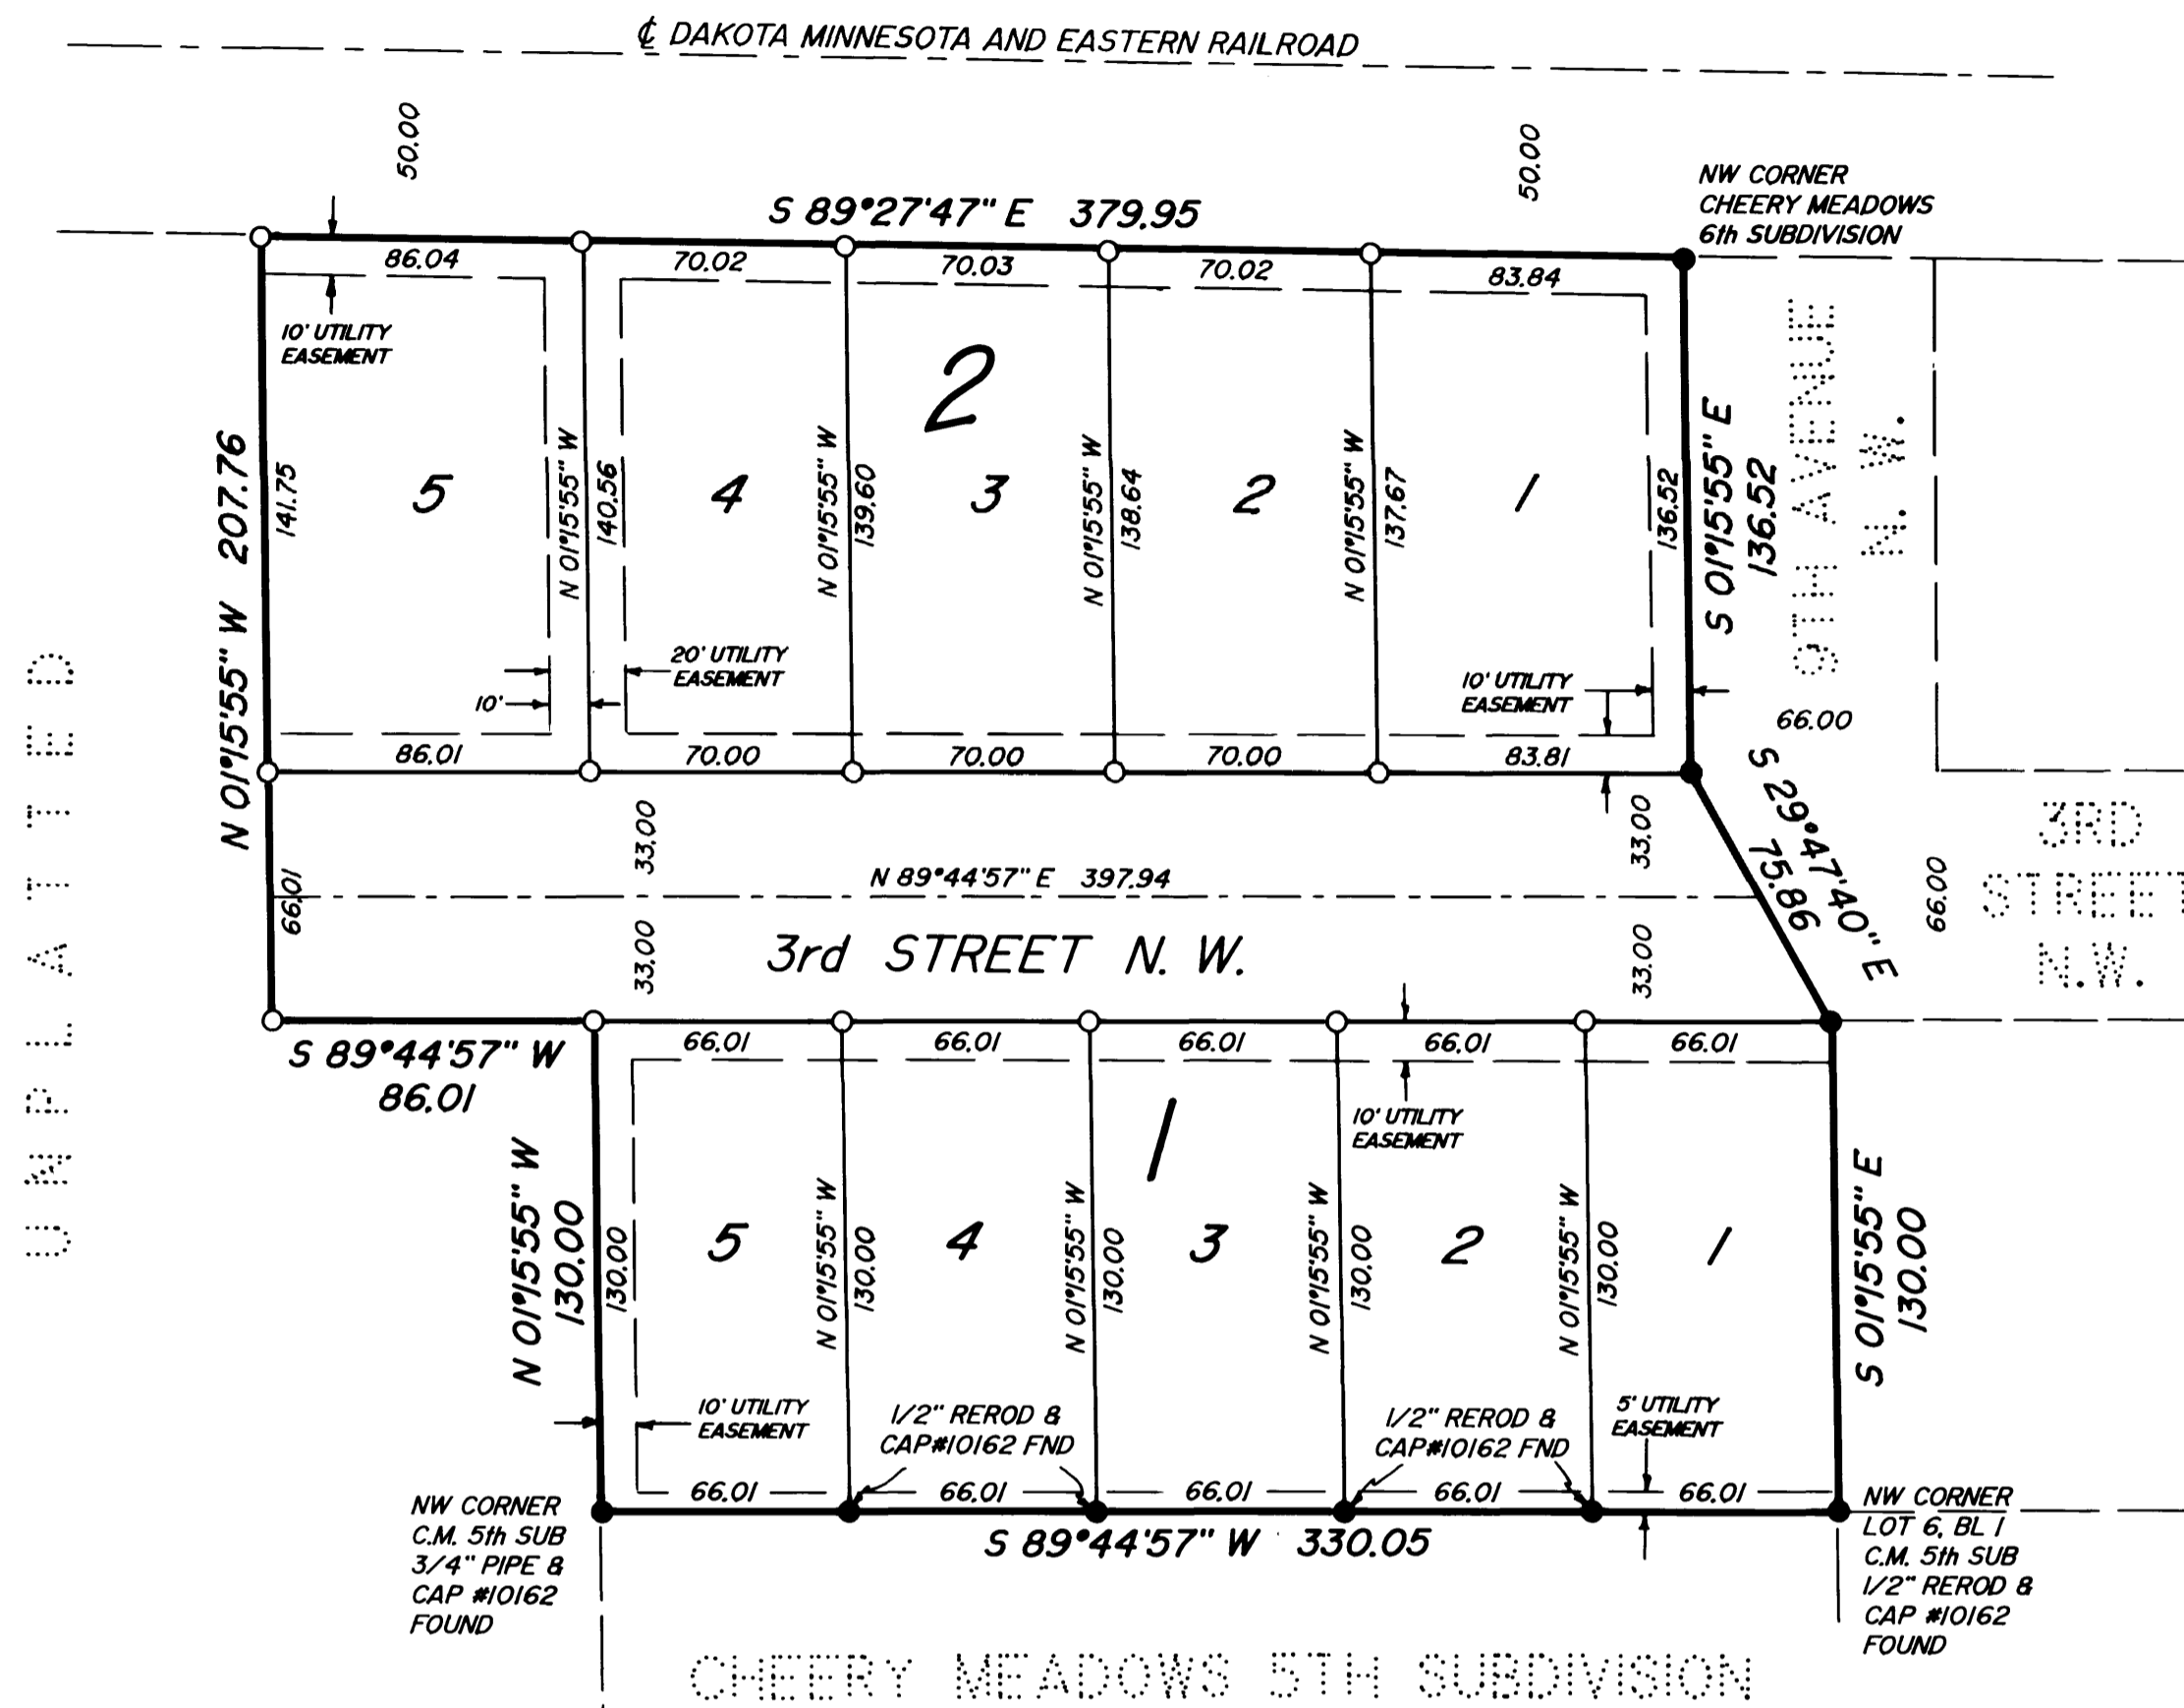 ℄ DAKOTA MINNESOTA AND EASTERN RAILROAD
50.00
50.00
NW CORNER
CHEERY MEADOWS
6th SUBDIVISION
S 89°27'47" E 379.95
86.04
70.02
70.03
70.02
83.84
10' UTILITY
EASEMENT
2
N 01°15'55" W 207.76
141.75
5
N 01°15'55" W
140.56
4
N 01°15'55" W
139.60
3
N 01°15'55" W
138.64
2
N 01°15'55" W
137.67
1
136.52
S 01°15'55" E
136.52
9TH AVENUE
N. W.
20' UTILITY
EASEMENT
10'
10' UTILITY
EASEMENT
66.00
86.01
70.00
70.00
70.00
83.81
UNPLATTED
33.00
33.00
S 29°47'40" E
75.86
66.01
N 89°44'57" E 397.94
66.00
3RD
STREET
N.W.
3rd STREET N. W.
33.00
33.00
S 89°44'57" W
86.01
66.01
66.01
66.01
66.01
66.01
10' UTILITY
EASEMENT
1
N 01°15'55" W
130.00
130.00
5
N 01°15'55" W
130.00
4
N 01°15'55" W
130.00
3
N 01°15'55" W
130.00
2
N 01°15'55" W
130.00
1
S 01°15'55" E
130.00
10' UTILITY
EASEMENT
1/2" REROD &
CAP#10162 FND
1/2" REROD &
CAP#10162 FND
5' UTILITY
EASEMENT
66.01
66.01
66.01
66.01
66.01
NW CORNER
C.M. 5th SUB
3/4" PIPE &
CAP #10162
FOUND
S 89°44'57" W 330.05
NW CORNER
LOT 6, BL 1
C.M. 5th SUB
1/2" REROD &
CAP #10162
FOUND
CHEERY MEADOWS 5TH SUBDIVISION